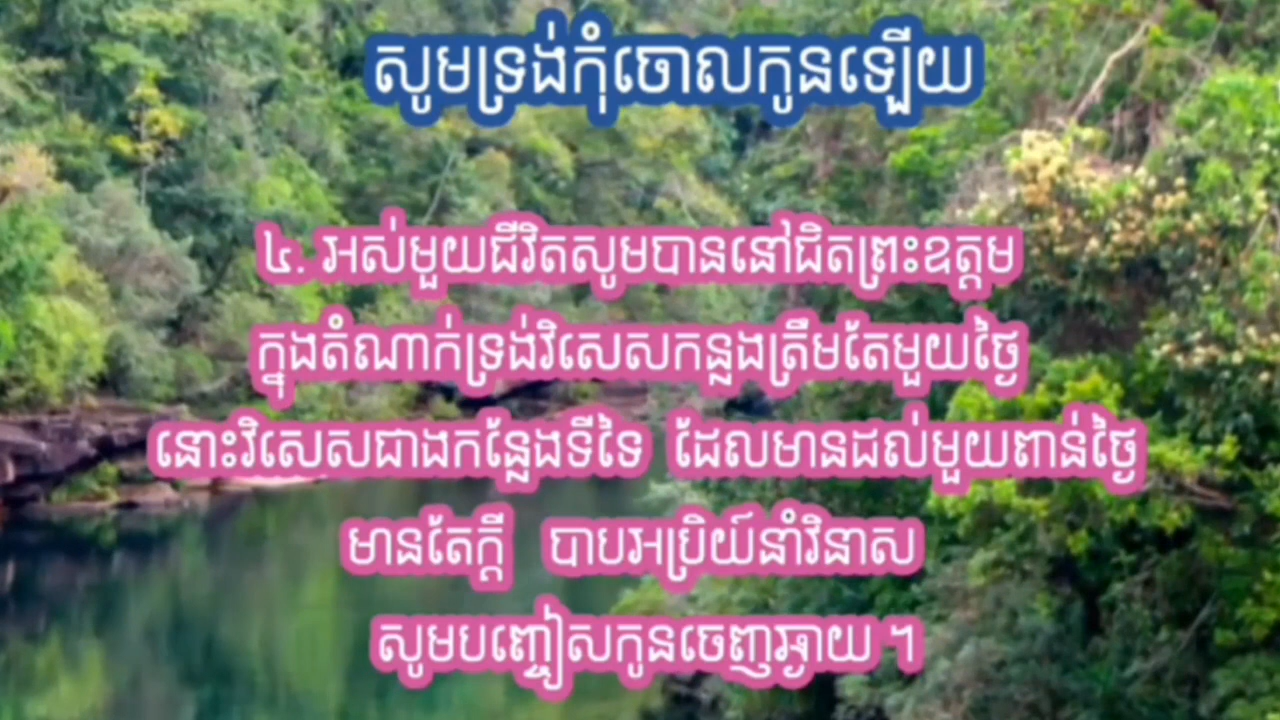 សូមទ្រង់កុំចោលកូនឡើយ
៤. អស់មួយជីវិតសូមបាននៅជិតព្រះឧត្តម
ក្នុងតំណាក់ទ្រង់វិសេសកន្លងត្រឹមតែមួយថ្ងៃ
នោះវិសេសជាងកន្លែងទីទៃ ដែលមានដល់មួយពាន់ថ្ងៃ
មានតែក្តី បាបអប្រិយ៍នាំវិនាស
សូមបញ្ចៀសកូនចេញឆ្ងាយ ។